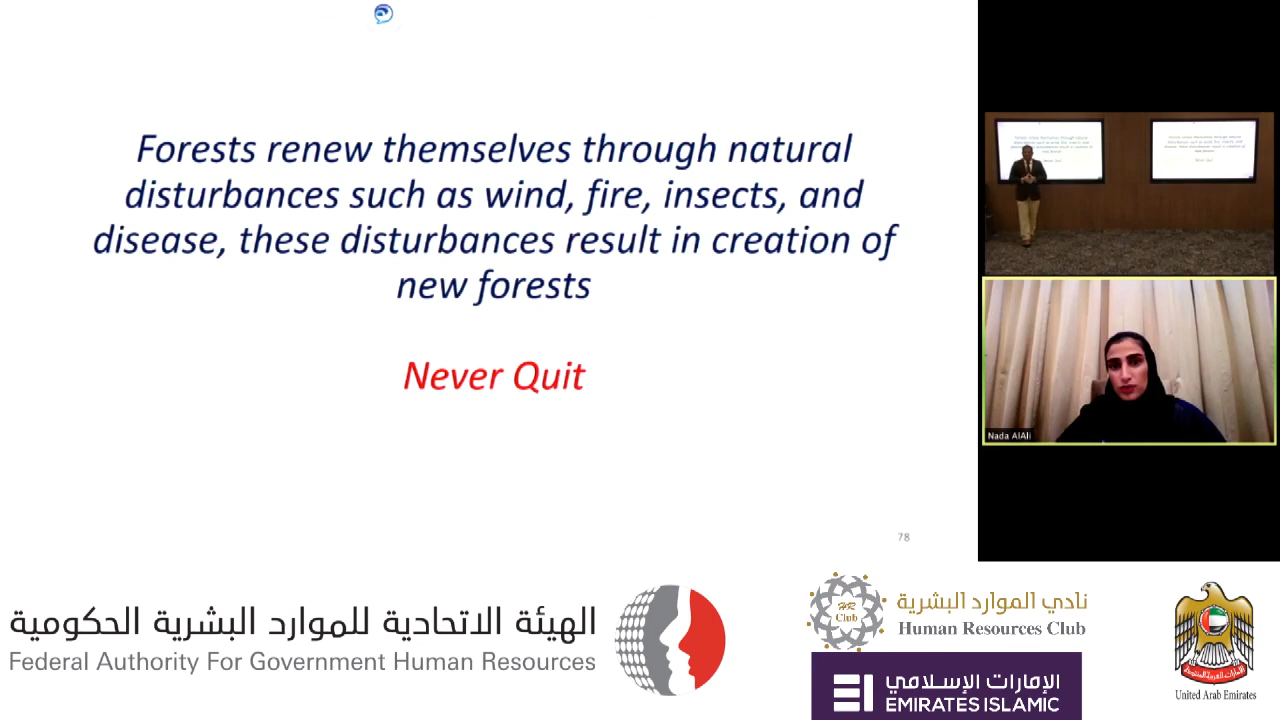 Forests renew themselves through natural
disturbances such as wind, fire, insects, and
disease, these disturbances result in creation of
new forests
Never Quit
78
Nada AlAli
الهيئة الاتحادية للموارد البشرية الحكومية
Federal Authority For Government Human Resources
HR
Club
نادي الموارد البشرية
Human Resources Club
الإمارات الإسلامي
EMIRATES ISLAMIC
United Arab Emirates